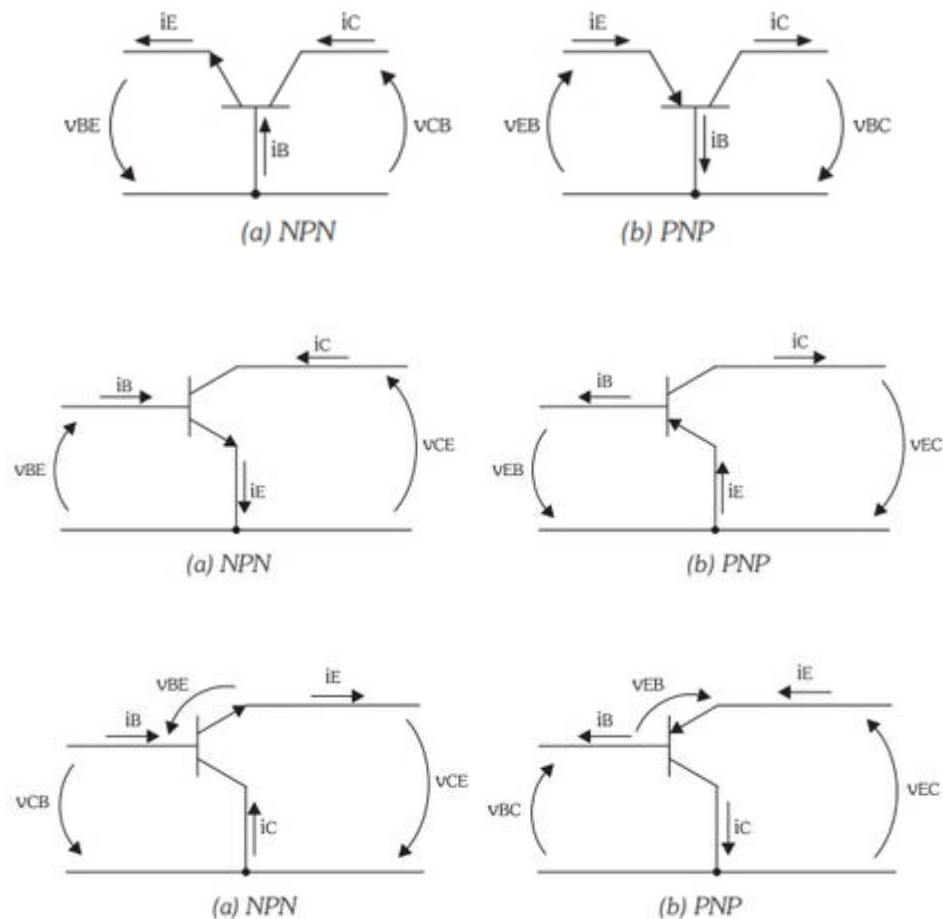 iE iC iE iC
vBE vCB vEB vBC
iB iB
(a) NPN (b) PNP
iC iC
iB iB
vBE vCE vEB vEC
iE iE
(a) NPN (b) PNP
vBE iE vEB iE
iB iB
vCB vCE vBC vEC
iC iC
(a) NPN (b) PNP